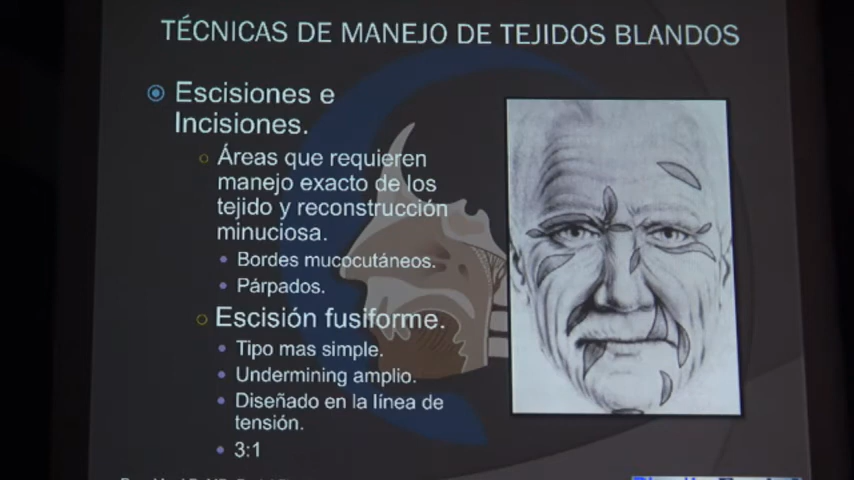 TÉCNICAS DE MANEJO DE TEJIDOS BLANDOS
Escisiones e
Incisiones.
Áreas que requieren
manejo exacto de los
tejido y reconstrucción
minuciosa.
Bordes mucocutáneos.
Párpados.
Escisión fusiforme.
Tipo mas simple.
Undermining amplio.
Diseñado en la línea de
tensión.
3:1